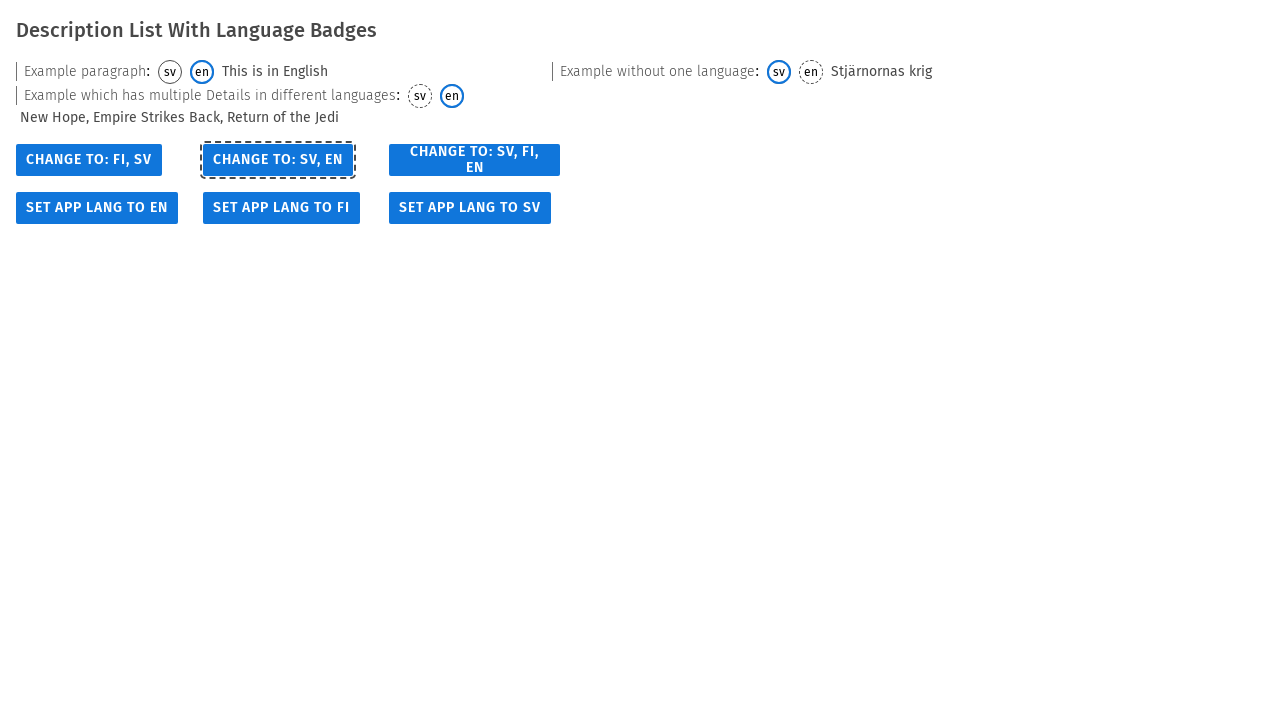 Description List With Language Badges
Example paragraph: sv en This is in English
Example without one language: sv en Stjärnornas krig
Example which has multiple Details in different languages: sv en
New Hope, Empire Strikes Back, Return of the Jedi
CHANGE TO: FI, SV
CHANGE TO: SV, EN
CHANGE TO: SV, FI,
EN
SET APP LANG TO EN
SET APP LANG TO FI
SET APP LANG TO SV